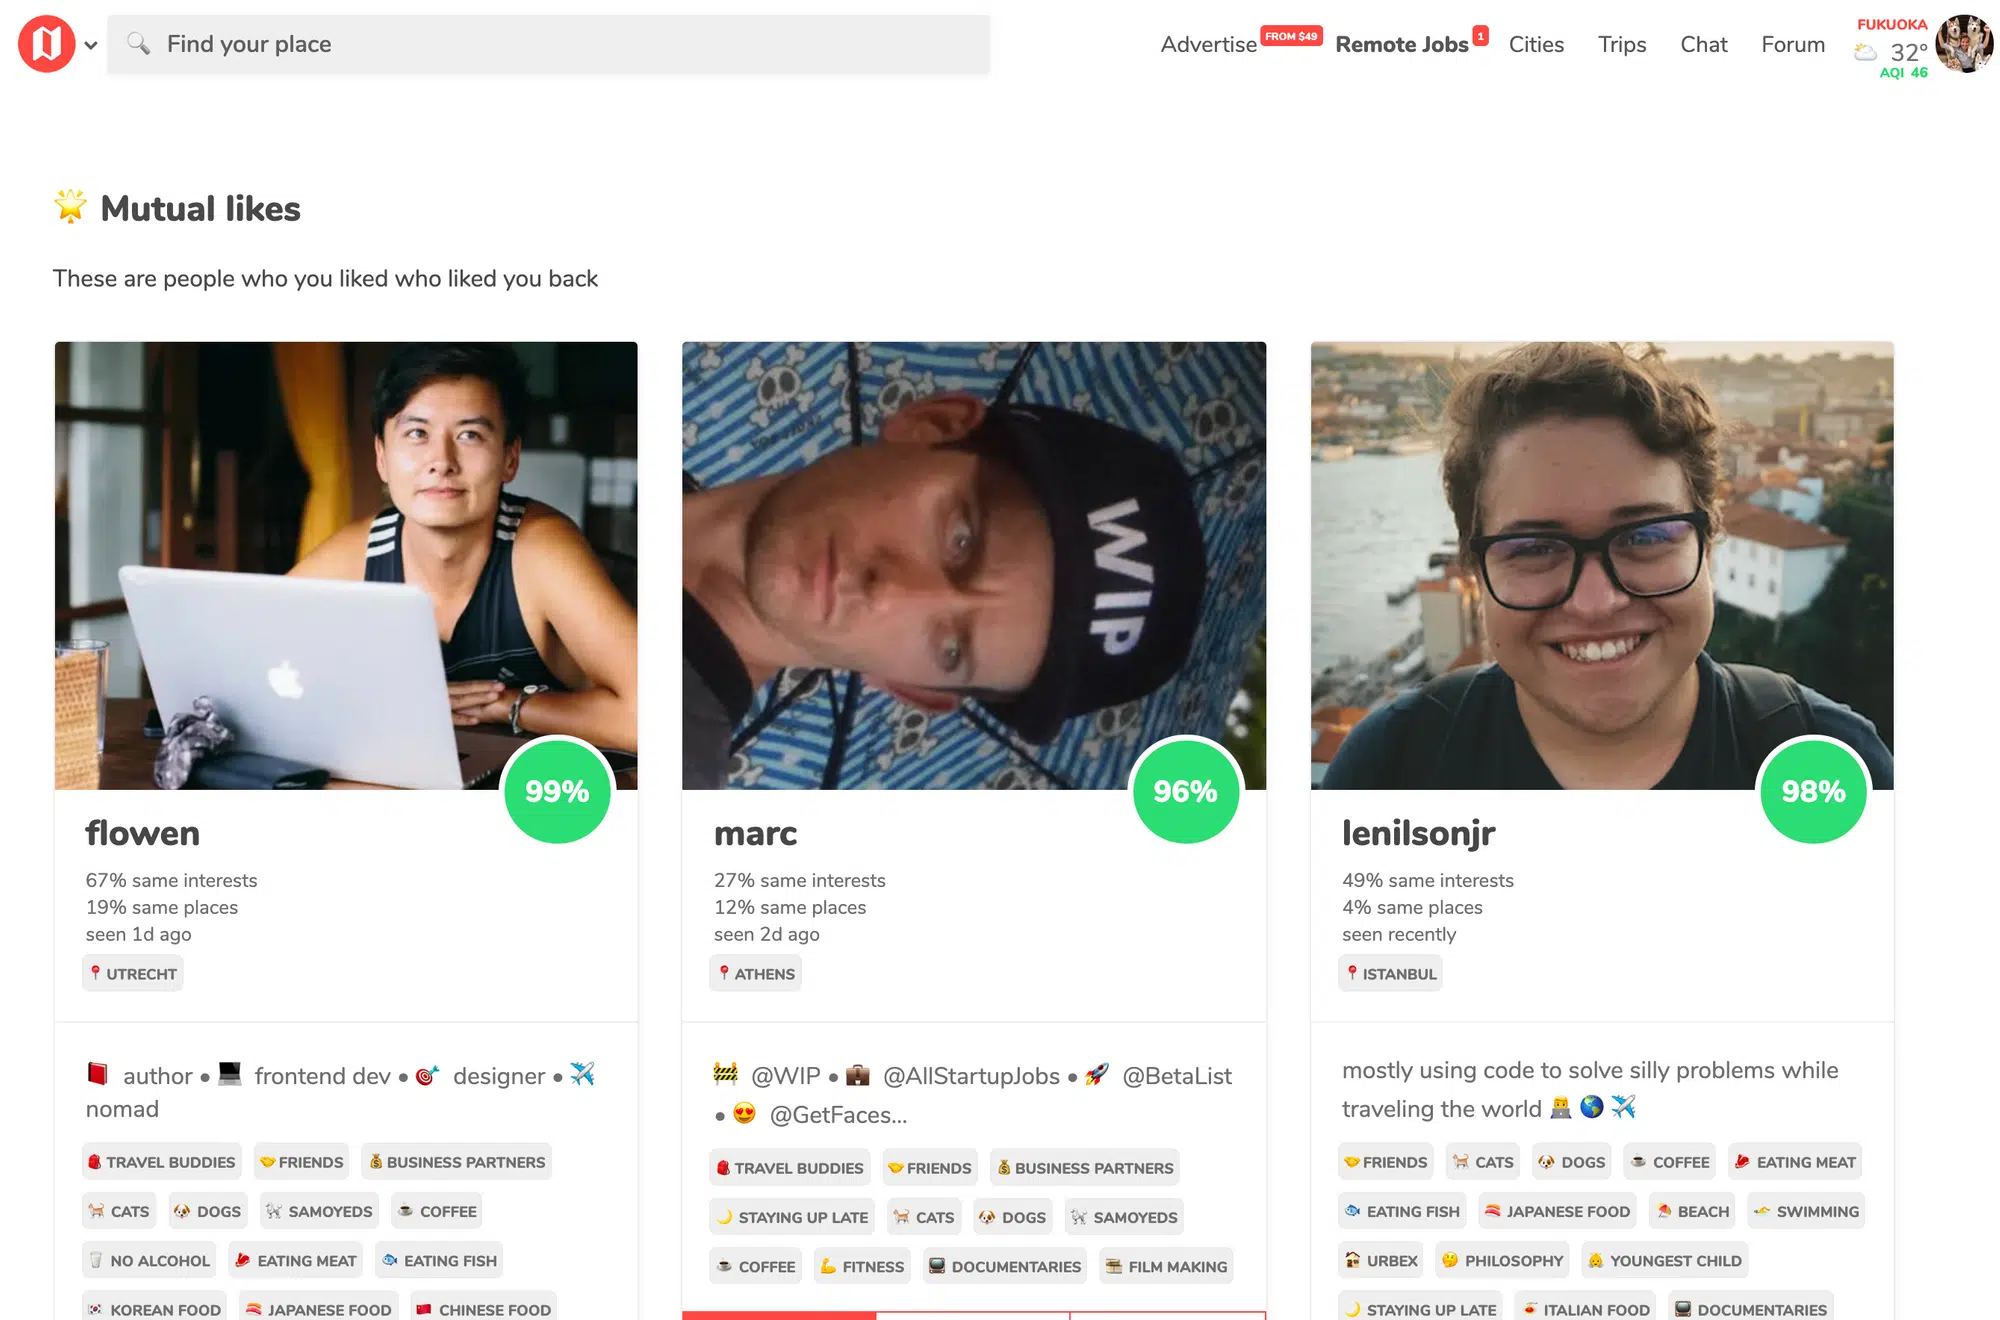 Find your place
Advertise FROM $49 Remote Jobs 1 Cities Trips Chat Forum
FUKUOKA
32°
AQI 46
Mutual likes
These are people who you liked who liked you back
WIP
99%
flowen
67% same interests
19% same places
seen 1d ago
UTRECHT
author • frontend dev • designer •
nomad
TRAVEL BUDDIES FRIENDS BUSINESS PARTNERS
CATS DOGS SAMOYEDS COFFEE
NO ALCOHOL EATING MEAT EATING FISH
KOREAN FOOD JAPANESE FOOD CHINESE FOOD
96%
marc
27% same interests
12% same places
seen 2d ago
ATHENS
@WIP • @AllStartupJobs • @BetaList
• @GetFaces...
TRAVEL BUDDIES FRIENDS BUSINESS PARTNERS
STAYING UP LATE CATS DOGS SAMOYEDS
COFFEE FITNESS DOCUMENTARIES FILM MAKING
98%
lenilsonjr
49% same interests
4% same places
seen recently
ISTANBUL
mostly using code to solve silly problems while
traveling the world
FRIENDS CATS DOGS COFFEE EATING MEAT
EATING FISH JAPANESE FOOD BEACH SWIMMING
URBEX PHILOSOPHY YOUNGEST CHILD
STAYING UP LATE ITALIAN FOOD DOCUMENTARIES